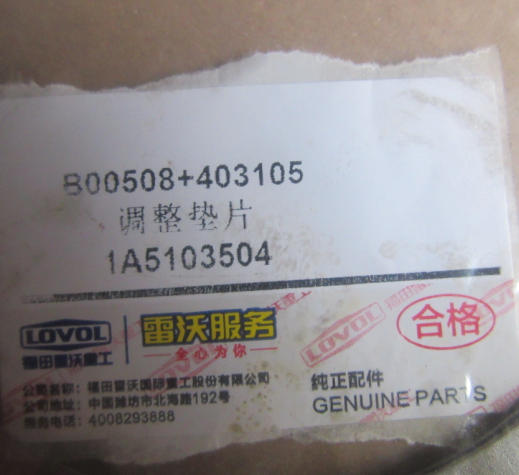 B00508+403105
调整垫片
1A5103504
LOVOL
福田雷沃重工
雷沃服务
全心为你
合格
公司名称：福田雷沃国际重工股份有限公司
公司地址：中国潍坊市北海路192号
服务电话：4008293888
纯正配件
GENUINE PARTS
LOVOL